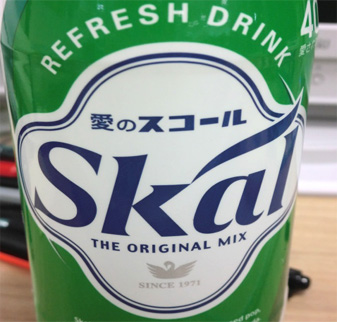 REFRESH DRINK
愛のスコール
Skal
THE ORIGINAL MIX
SINCE 1971